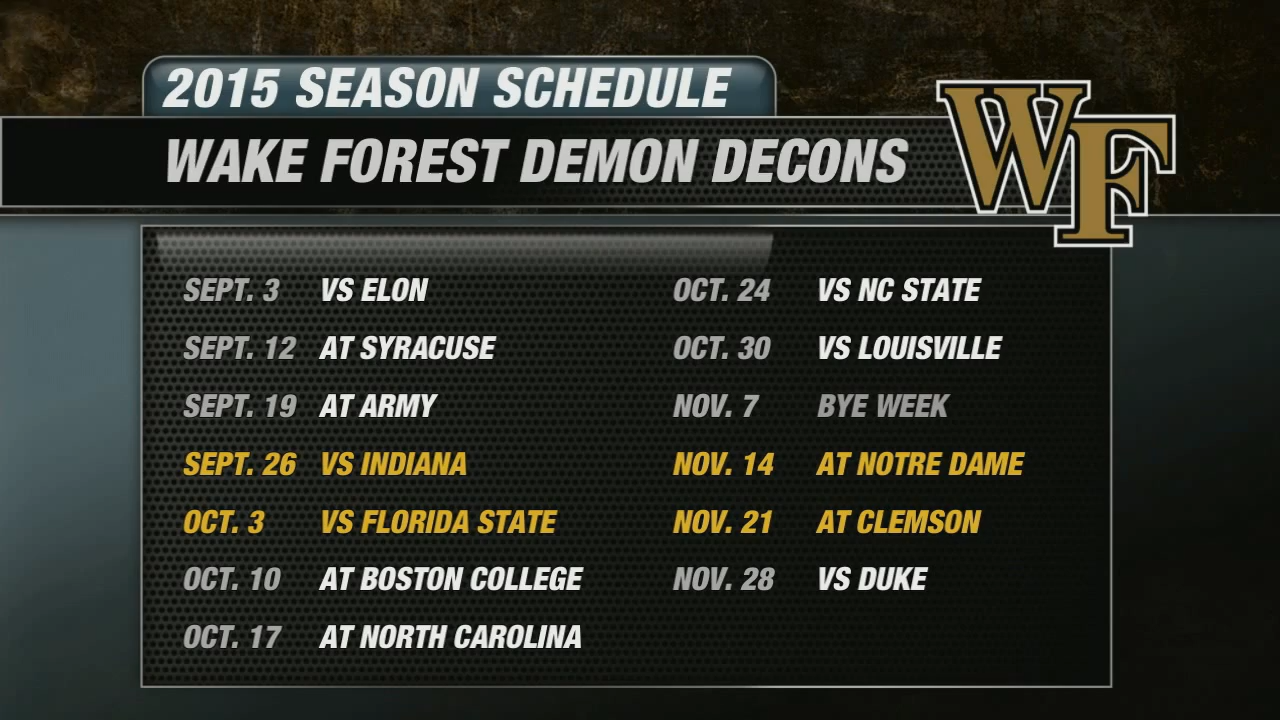 2015 SEASON SCHEDULE
WAKE FOREST DEMON DECONS
WF
SEPT. 3 VS ELON
SEPT. 12 AT SYRACUSE
SEPT. 19 AT ARMY
SEPT. 26 VS INDIANA
OCT. 3 VS FLORIDA STATE
OCT. 10 AT BOSTON COLLEGE
OCT. 17 AT NORTH CAROLINA
OCT. 24 VS NC STATE
OCT. 30 VS LOUISVILLE
NOV. 7 BYE WEEK
NOV. 14 AT NOTRE DAME
NOV. 21 AT CLEMSON
NOV. 28 VS DUKE